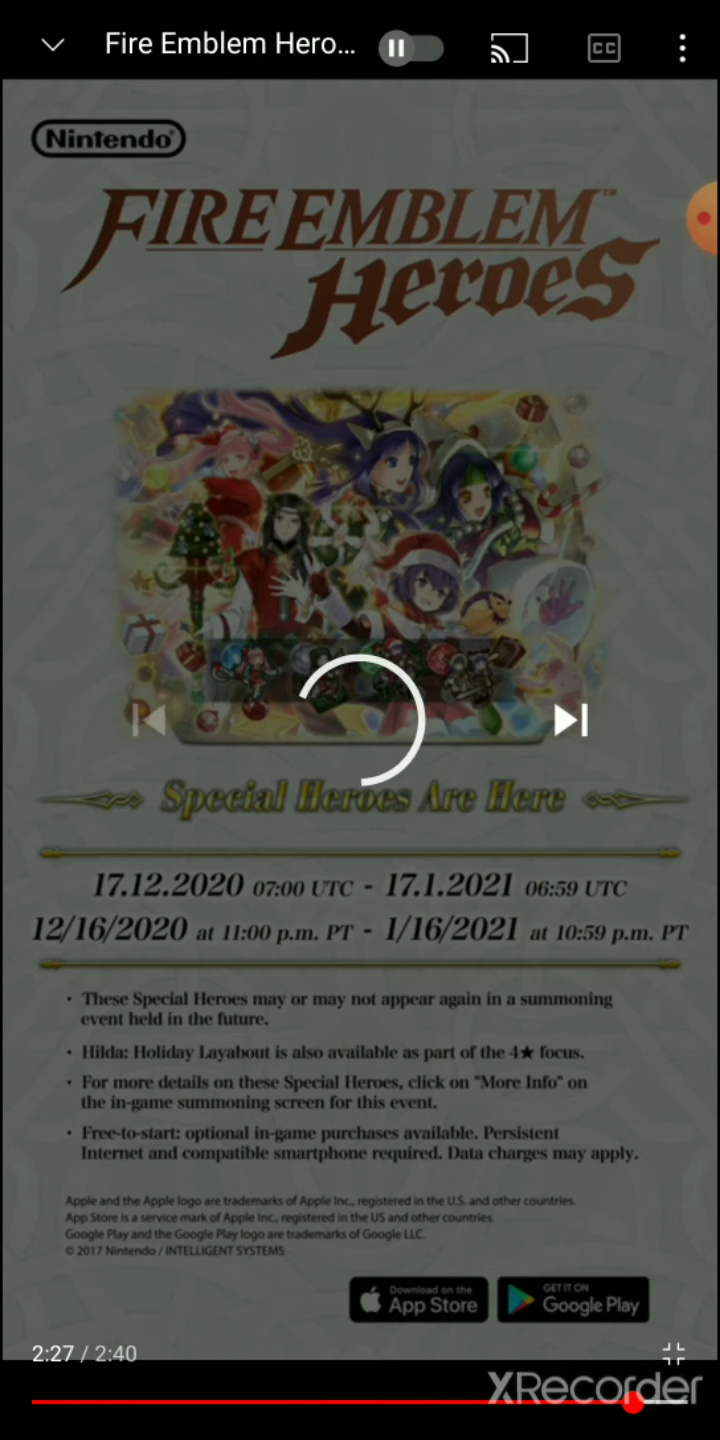 Fire Emblem Hero...
CC
Nintendo
FIRE EMBLEM™
Heroes
Special Heroes Are Here
17.12.2020 07:00 UTC - 17.1.2021 06:59 UTC
12/16/2020 at 11:00 p.m. PT - 1/16/2021 at 10:59 p.m. PT
· These Special Heroes may or may not appear again in a summoning
event held in the future.
· Hilda: Holiday Layabout is also available as part of the 4★ focus.
· For more details on these Special Heroes, click on "More Info" on
the in-game summoning screen for this event.
· Free-to-start: optional in-game purchases available. Persistent
Internet and compatible smartphone required. Data charges may apply.
Apple and the Apple logo are trademarks of Apple Inc., registered in the U.S. and other countries.
App Store is a service mark of Apple Inc., registered in the US and other countries.
Google Play and the Google Play logo are trademarks of Google LLC.
© 2017 Nintendo / INTELLIGENT SYSTEMS
Download on the
App Store
GET IT ON
Google Play
2:27 / 2:40
XRecorder